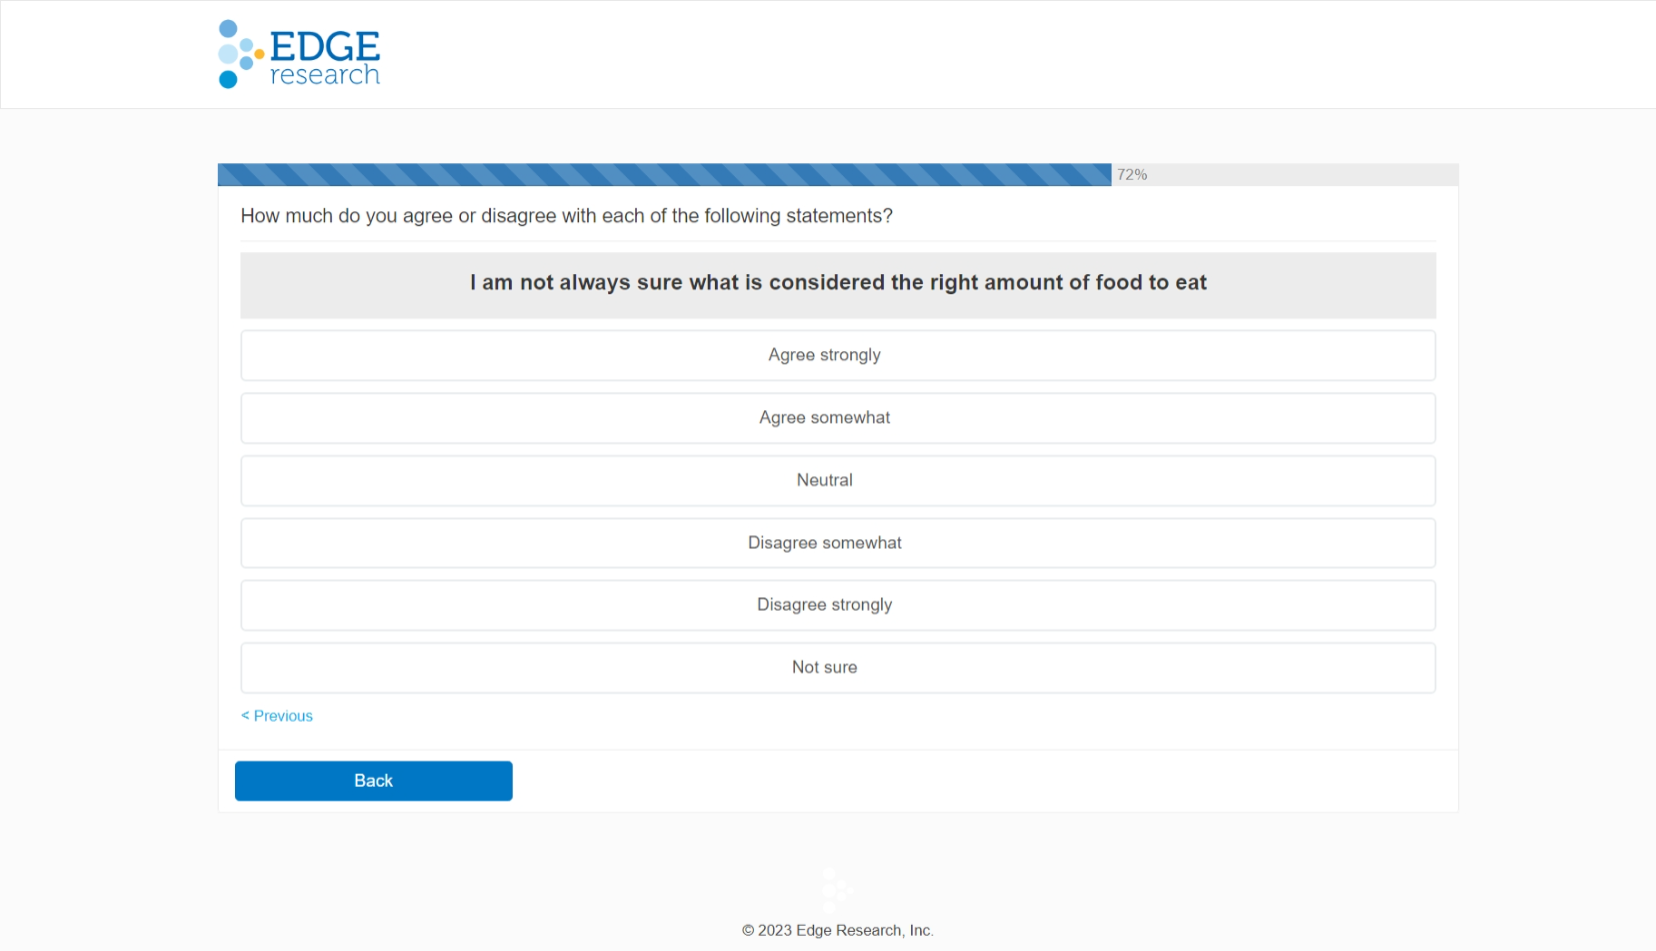 EDGE
research
72%
How much do you agree or disagree with each of the following statements?
I am not always sure what is considered the right amount of food to eat
Agree strongly
Agree somewhat
Neutral
Disagree somewhat
Disagree strongly
Not sure
< Previous
Back
© 2023 Edge Research, Inc.